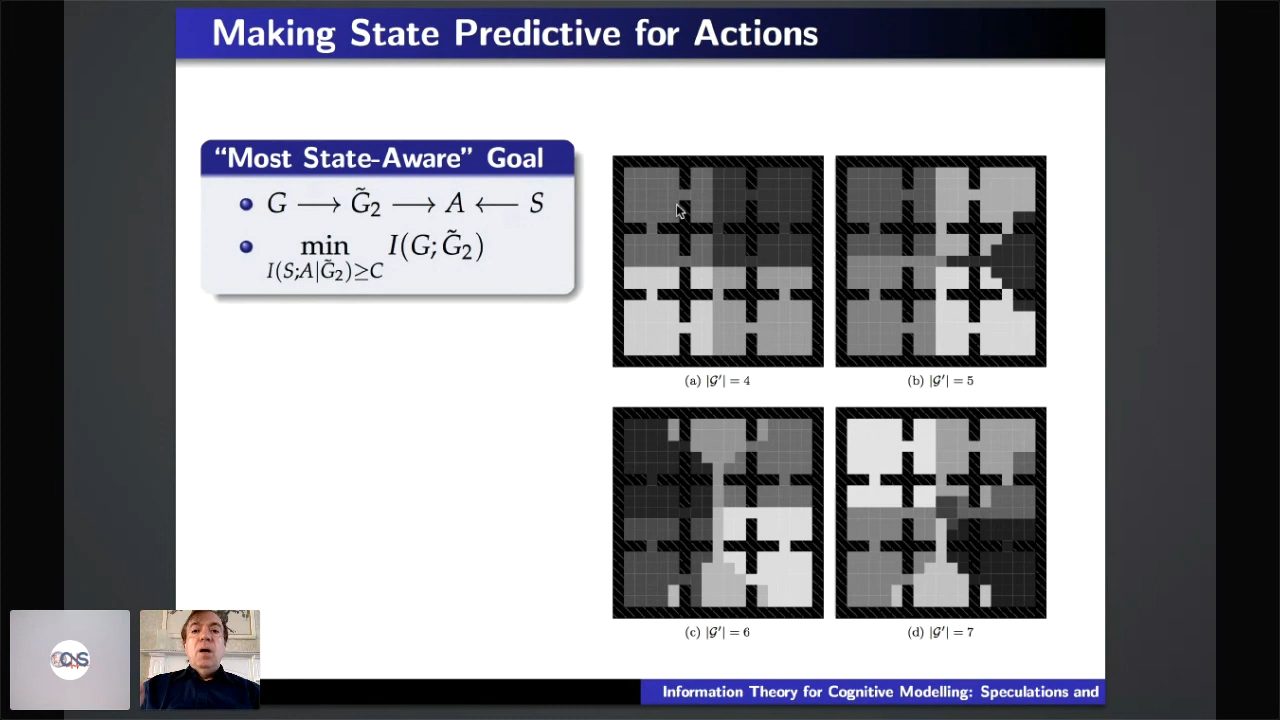 Making State Predictive for Actions
“Most State-Aware” Goal
G ⟶ G̃₂ ⟶ A ⟵ S
min I(G; G̃₂)
I(S;A|G̃₂)≥C
(a) |𝒢′| = 4
(b) |𝒢′| = 5
(c) |𝒢′| = 6
(d) |𝒢′| = 7
Information Theory for Cognitive Modelling: Speculations and